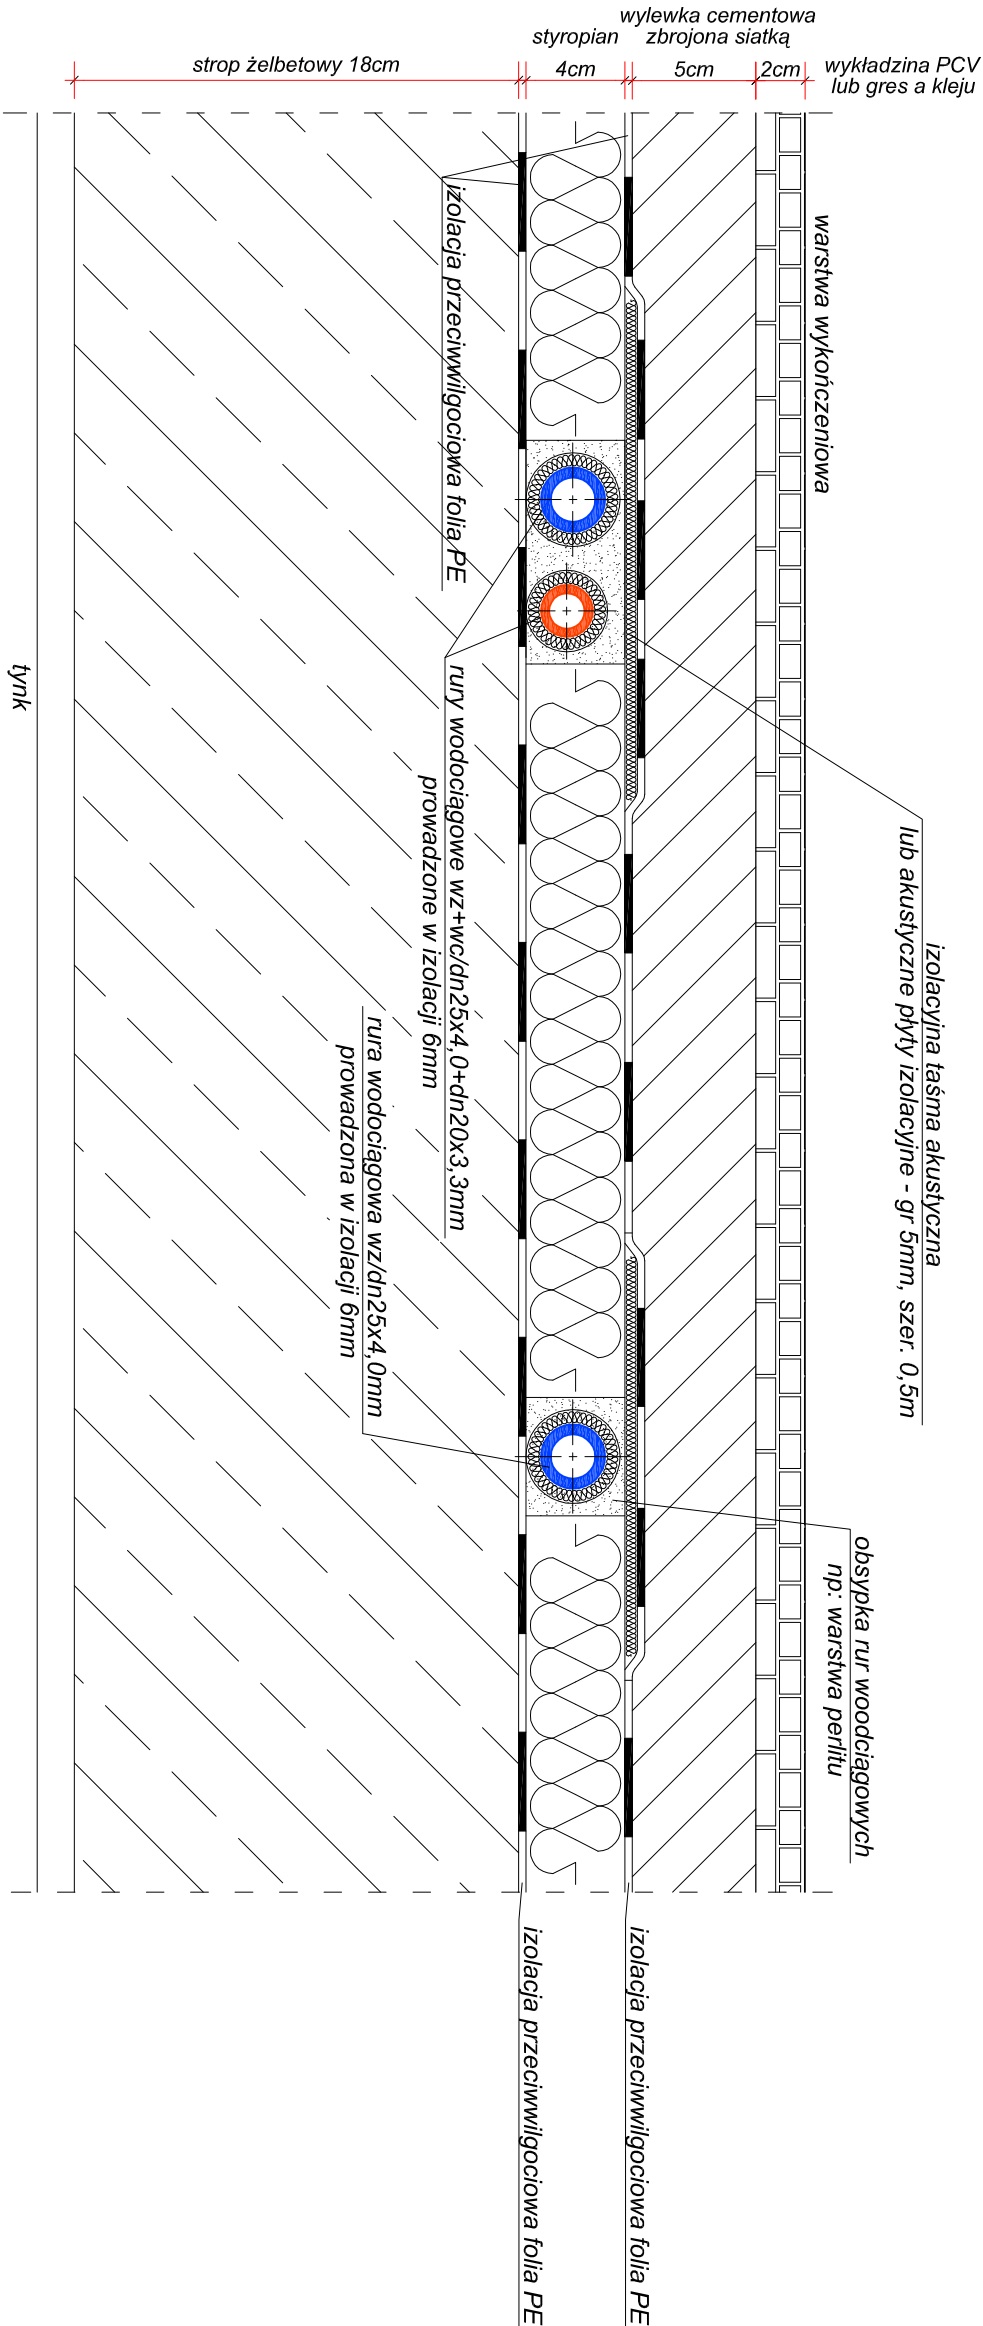 wylewka cementowa
zbrojona siatką
styropian
strop żelbetowy 18cm
4cm
5cm
2cm
wykładzina PCV
lub gres a kleju
warstwa wykończeniowa
izolacja przeciwwilgociowa folia PE
izolacyjna taśma akustyczna
lub akustyczne płyty izolacyjne - gr 5mm, szer. 0,5m
rury wodociągowe wz+wc/dn25x4,0+dn20x3,3mm
prowadzone w izolacji 6mm
tynk
rura wodociągowa wz/dn25x4,0mm
prowadzona w izolacji 6mm
obsypka rur woodciągowych
np: warstwa perlitu
izolacja przeciwwilgociowa folia PE
izolacja przeciwwilgociowa folia PE